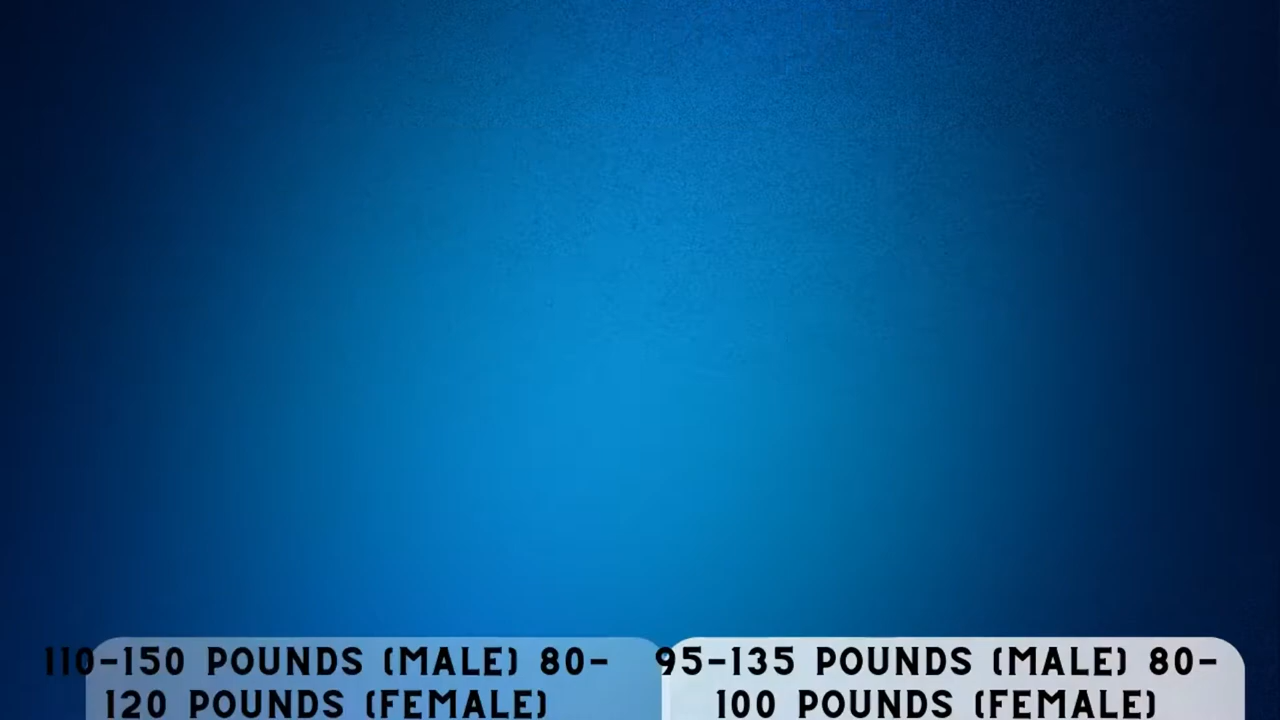 110-150 POUNDS (MALE) 80-
120 POUNDS (FEMALE)
95-135 POUNDS (MALE) 80-
100 POUNDS (FEMALE)